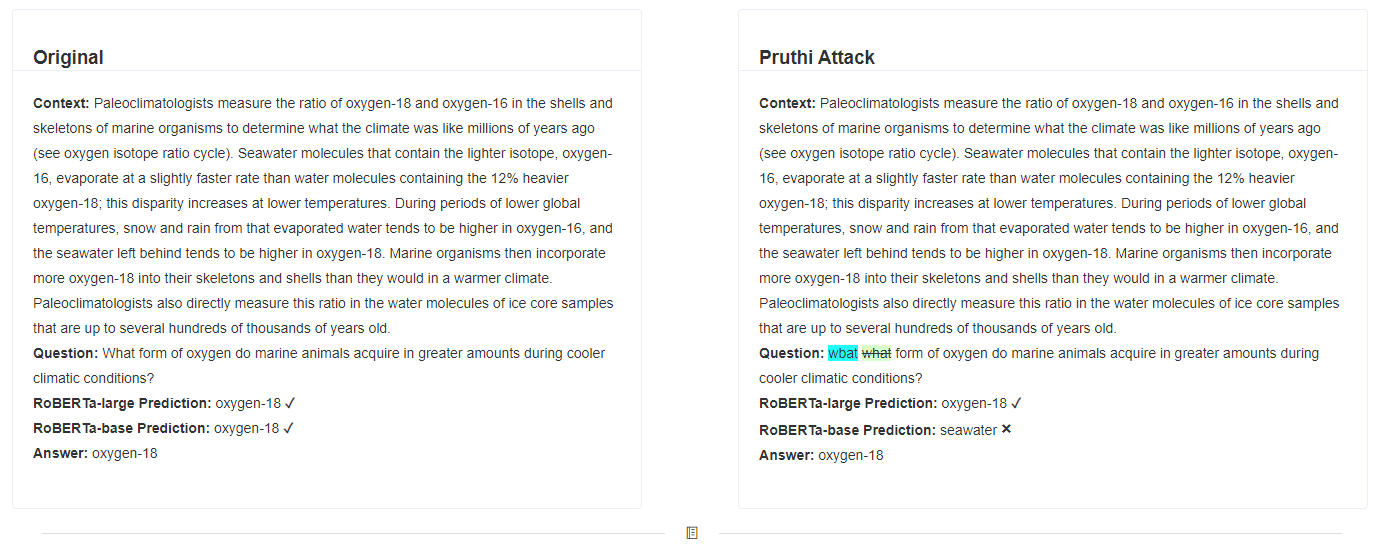 Original
Context: Paleoclimatologists measure the ratio of oxygen-18 and oxygen-16 in the shells and
skeletons of marine organisms to determine what the climate was like millions of years ago
(see oxygen isotope ratio cycle). Seawater molecules that contain the lighter isotope, oxygen-
16, evaporate at a slightly faster rate than water molecules containing the 12% heavier
oxygen-18; this disparity increases at lower temperatures. During periods of lower global
temperatures, snow and rain from that evaporated water tends to be higher in oxygen-16, and
the seawater left behind tends to be higher in oxygen-18. Marine organisms then incorporate
more oxygen-18 into their skeletons and shells than they would in a warmer climate.
Paleoclimatologists also directly measure this ratio in the water molecules of ice core samples
that are up to several hundreds of thousands of years old.
Question: What form of oxygen do marine animals acquire in greater amounts during cooler
climatic conditions?
RoBERTa-large Prediction: oxygen-18 ✓
RoBERTa-base Prediction: oxygen-18 ✓
Answer: oxygen-18
Pruthi Attack
Context: Paleoclimatologists measure the ratio of oxygen-18 and oxygen-16 in the shells and
skeletons of marine organisms to determine what the climate was like millions of years ago
(see oxygen isotope ratio cycle). Seawater molecules that contain the lighter isotope, oxygen-
16, evaporate at a slightly faster rate than water molecules containing the 12% heavier
oxygen-18; this disparity increases at lower temperatures. During periods of lower global
temperatures, snow and rain from that evaporated water tends to be higher in oxygen-16, and
the seawater left behind tends to be higher in oxygen-18. Marine organisms then incorporate
more oxygen-18 into their skeletons and shells than they would in a warmer climate.
Paleoclimatologists also directly measure this ratio in the water molecules of ice core samples
that are up to several hundreds of thousands of years old.
Question: wbat what form of oxygen do marine animals acquire in greater amounts during
cooler climatic conditions?
RoBERTa-large Prediction: oxygen-18 ✓
RoBERTa-base Prediction: seawater ✕
Answer: oxygen-18